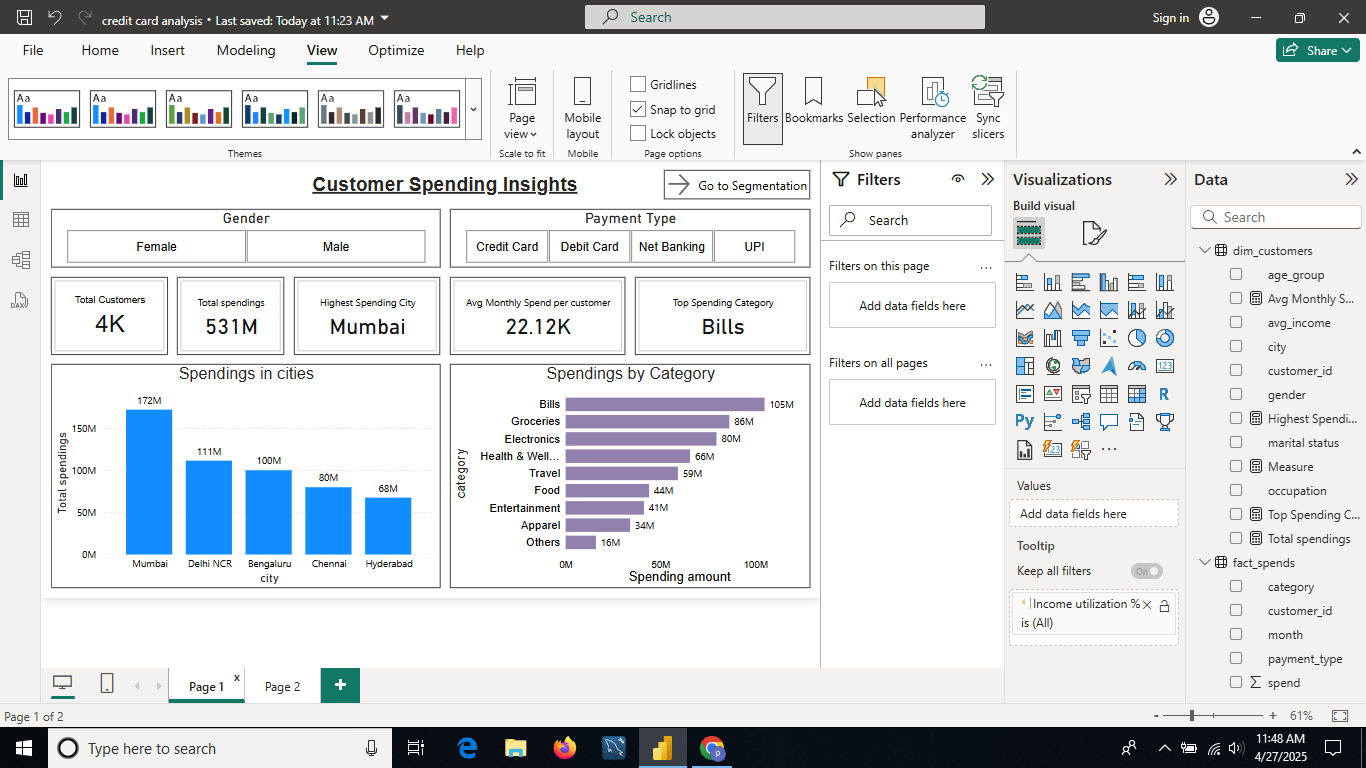 credit card analysis • Last saved: Today at 11:23 AM
Search
Sign in
File Home Insert Modeling View Optimize Help
Share
Aa Aa Aa Aa Aa Aa
Page view
Mobile layout
Gridlines
Snap to grid
Lock objects
Filters
Bookmarks
Selection
Performance analyzer
Sync slicers
Themes
Scale to fit
Mobile
Page options
Show panes
Customer Spending Insights
Go to Segmentation
Gender
Female Male
Payment Type
Credit Card Debit Card Net Banking UPI
Total Customers
4K
Total spendings
531M
Highest Spending City
Mumbai
Avg Monthly Spend per customer
22.12K
Top Spending Category
Bills
Spendings in cities
Total spendings
150M
100M
50M
0M
172M
111M
100M
80M
68M
Mumbai Delhi NCR Bengaluru Chennai Hyderabad
city
Spendings by Category
category
Bills 105M
Groceries 86M
Electronics 80M
Health & Well... 66M
Travel 59M
Food 44M
Entertainment 41M
Apparel 34M
Others 16M
0M 50M 100M
Spending amount
Filters
Search
Filters on this page ...
Add data fields here
Filters on all pages ...
Add data fields here
Visualizations
Build visual
123
R
Py
123
...
Values
Add data fields here
Tooltip
Keep all filters On
Income utilization %
is (All)
Data
Search
dim_customers
age_group
Avg Monthly S...
avg_income
city
customer_id
gender
Highest Spendi...
marital status
Measure
occupation
Top Spending C...
Total spendings
fact_spends
category
customer_id
month
payment_type
Σ spend
DAX
Page 1 x
Page 2
+
Page 1 of 2
- + 61%
Type here to search
P
11:48 AM
4/27/2025